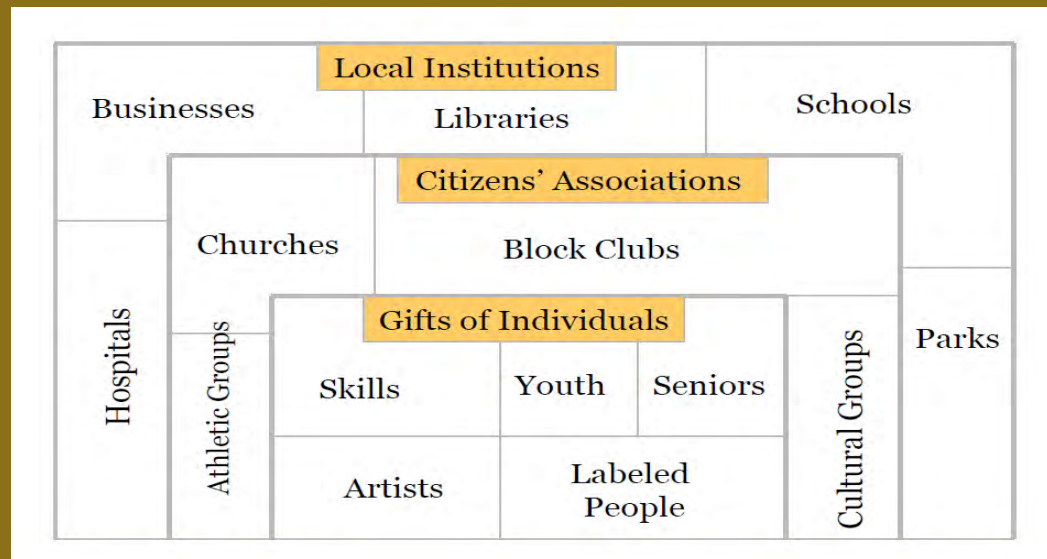 Local Institutions
Businesses
Libraries
Schools
Citizens’ Associations
Churches
Block Clubs
Gifts of Individuals
Hospitals
Athletic Groups
Skills
Youth
Seniors
Cultural Groups
Parks
Artists
Labeled
People